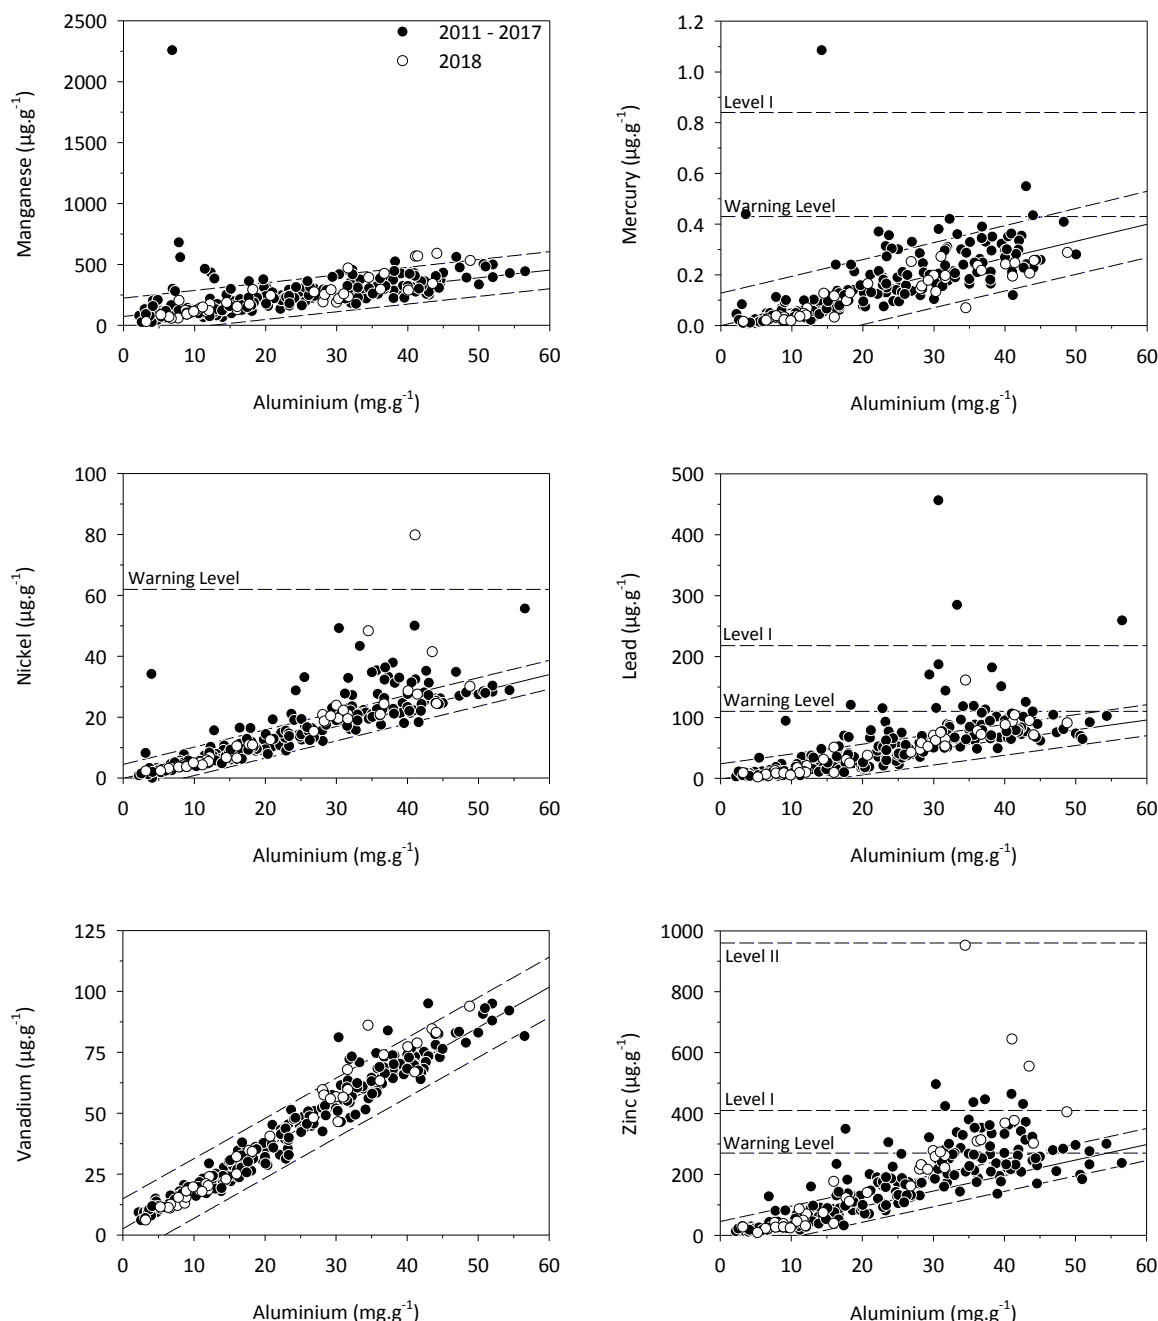 2500
2000
1500
1000
500
0
0 10 20 30 40 50 60
Manganese (µg.g-1)
Aluminium (mg.g-1)
2011 - 2017
2018
1.2
1.0
0.8
0.6
0.4
0.2
0.0
0 10 20 30 40 50 60
Mercury (µg.g-1)
Aluminium (mg.g-1)
Level I
Warning Level
100
80
60
40
20
0
0 10 20 30 40 50 60
Nickel (µg.g-1)
Aluminium (mg.g-1)
Warning Level
500
400
300
200
100
0
0 10 20 30 40 50 60
Lead (µg.g-1)
Aluminium (mg.g-1)
Level I
Warning Level
125
100
75
50
25
0
0 10 20 30 40 50 60
Vanadium (µg.g-1)
Aluminium (mg.g-1)
1000
800
600
400
200
0
0 10 20 30 40 50 60
Zinc (µg.g-1)
Aluminium (mg.g-1)
Level II
Level I
Warning Level